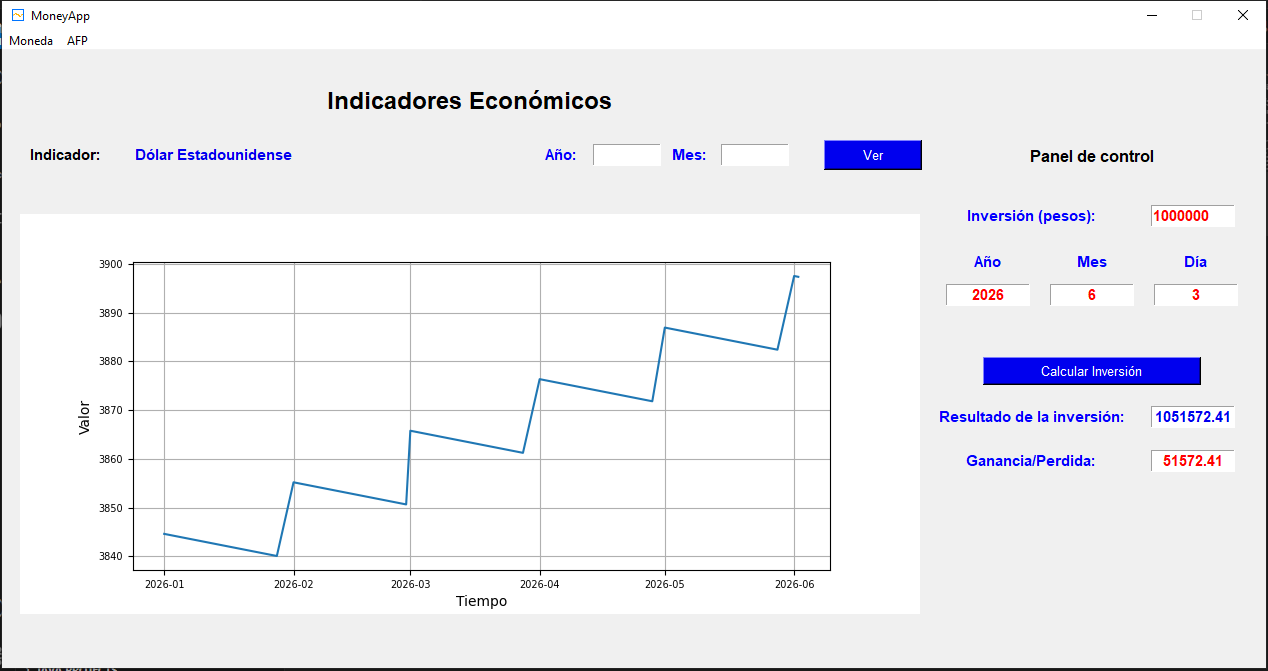 MoneyApp
Moneda AFP
Indicadores Económicos
Indicador: Dólar Estadounidense Año: Mes: Ver
Panel de control
Inversión (pesos): 1000000
Año Mes Día
2026 6 3
Calcular Inversión
Resultado de la inversión: 1051572.41
Ganancia/Perdida: 51572.41
3900
3890
3880
3870
3860
3850
3840
Valor
2026-01 2026-02 2026-03 2026-04 2026-05 2026-06
Tiempo